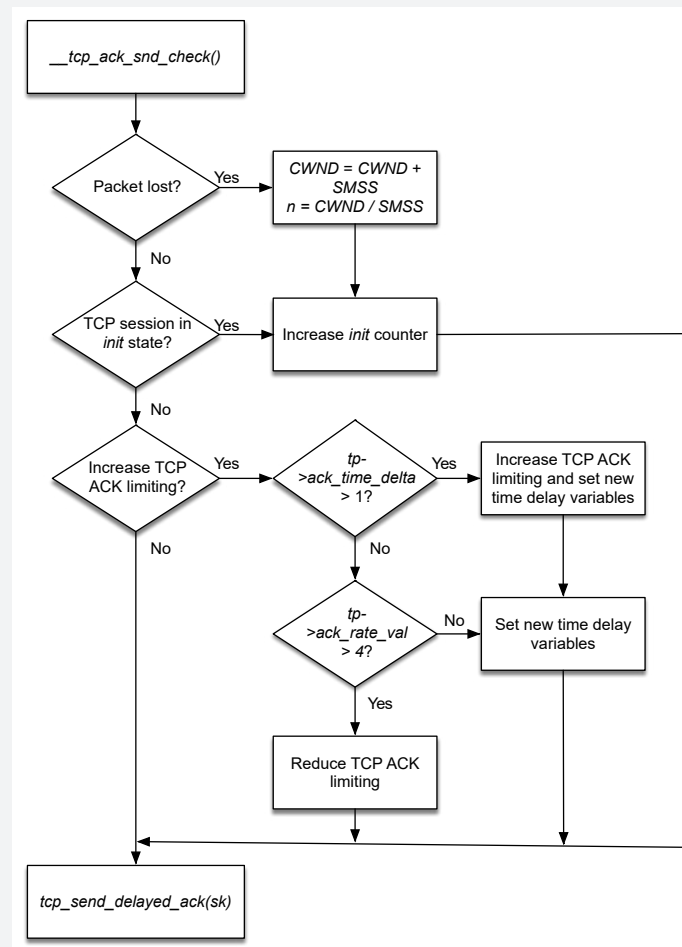 __tcp_ack_snd_check()
Packet lost?
Yes
CWND = CWND +
SMSS
n = CWND / SMSS
No
TCP session in
init state?
Yes
Increase init counter
No
Increase TCP
ACK limiting?
Yes
tp-
>ack_time_delta
> 1?
Yes
Increase TCP ACK
limiting and set new
time delay variables
No
No
tp-
>ack_rate_val
> 4?
No
Set new time delay
variables
Yes
Reduce TCP ACK
limiting
tcp_send_delayed_ack(sk)